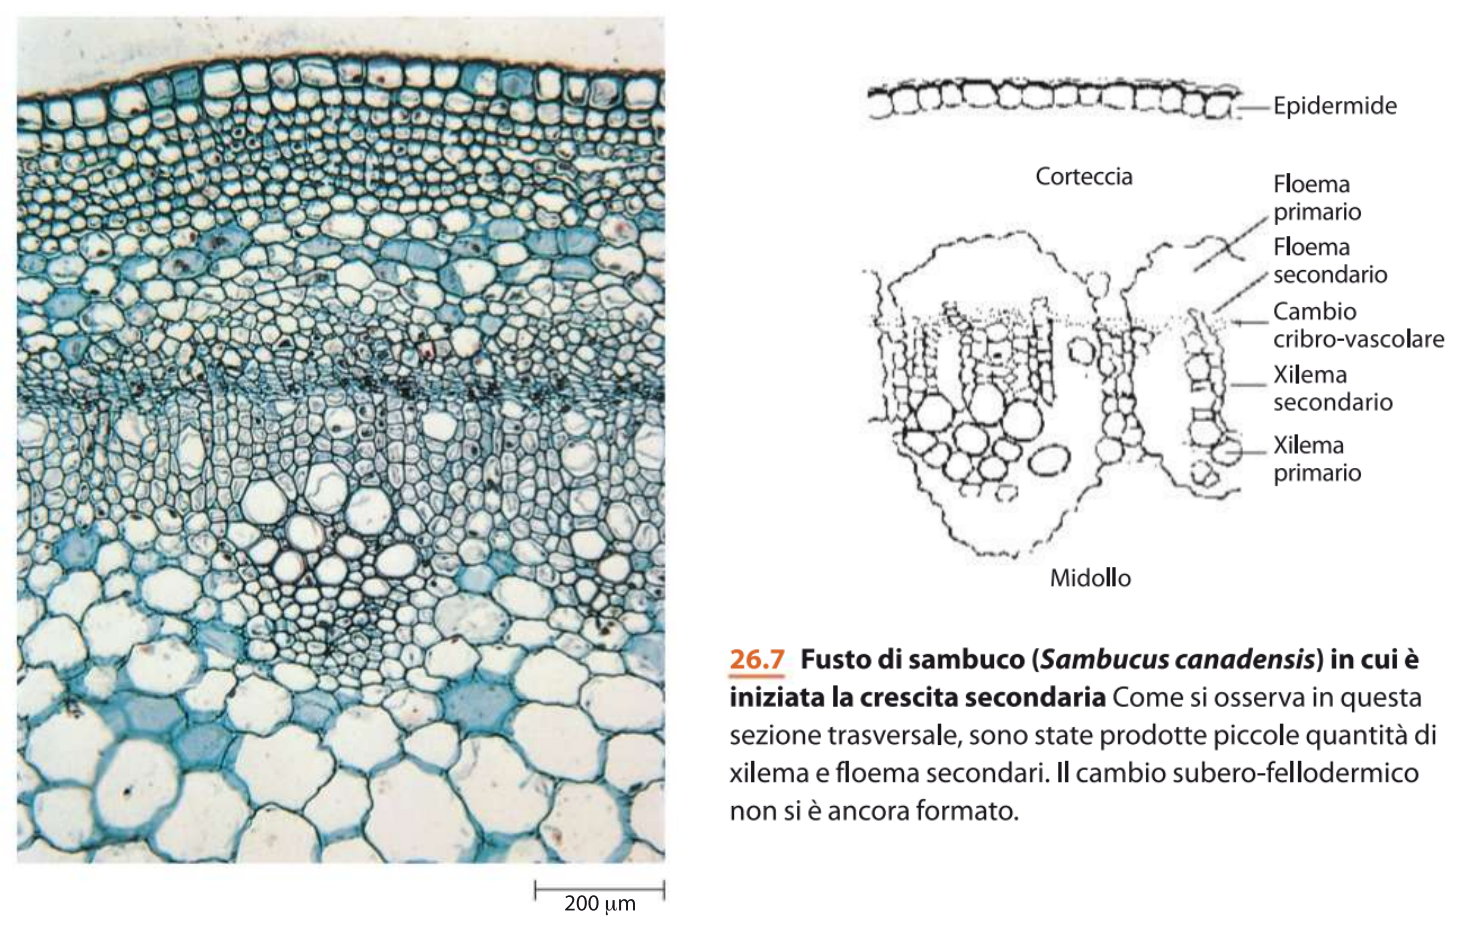 Epidermide
Corteccia
Floema
primario
Floema
secondario
Cambio
cribro-vascolare
Xilema
secondario
Xilema
primario
Midollo
26.7 Fusto di sambuco (Sambucus canadensis) in cui è
iniziata la crescita secondaria Come si osserva in questa
sezione trasversale, sono state prodotte piccole quantità di
xilema e floema secondari. Il cambio subero-fellodermico
non si è ancora formato.
200 μm